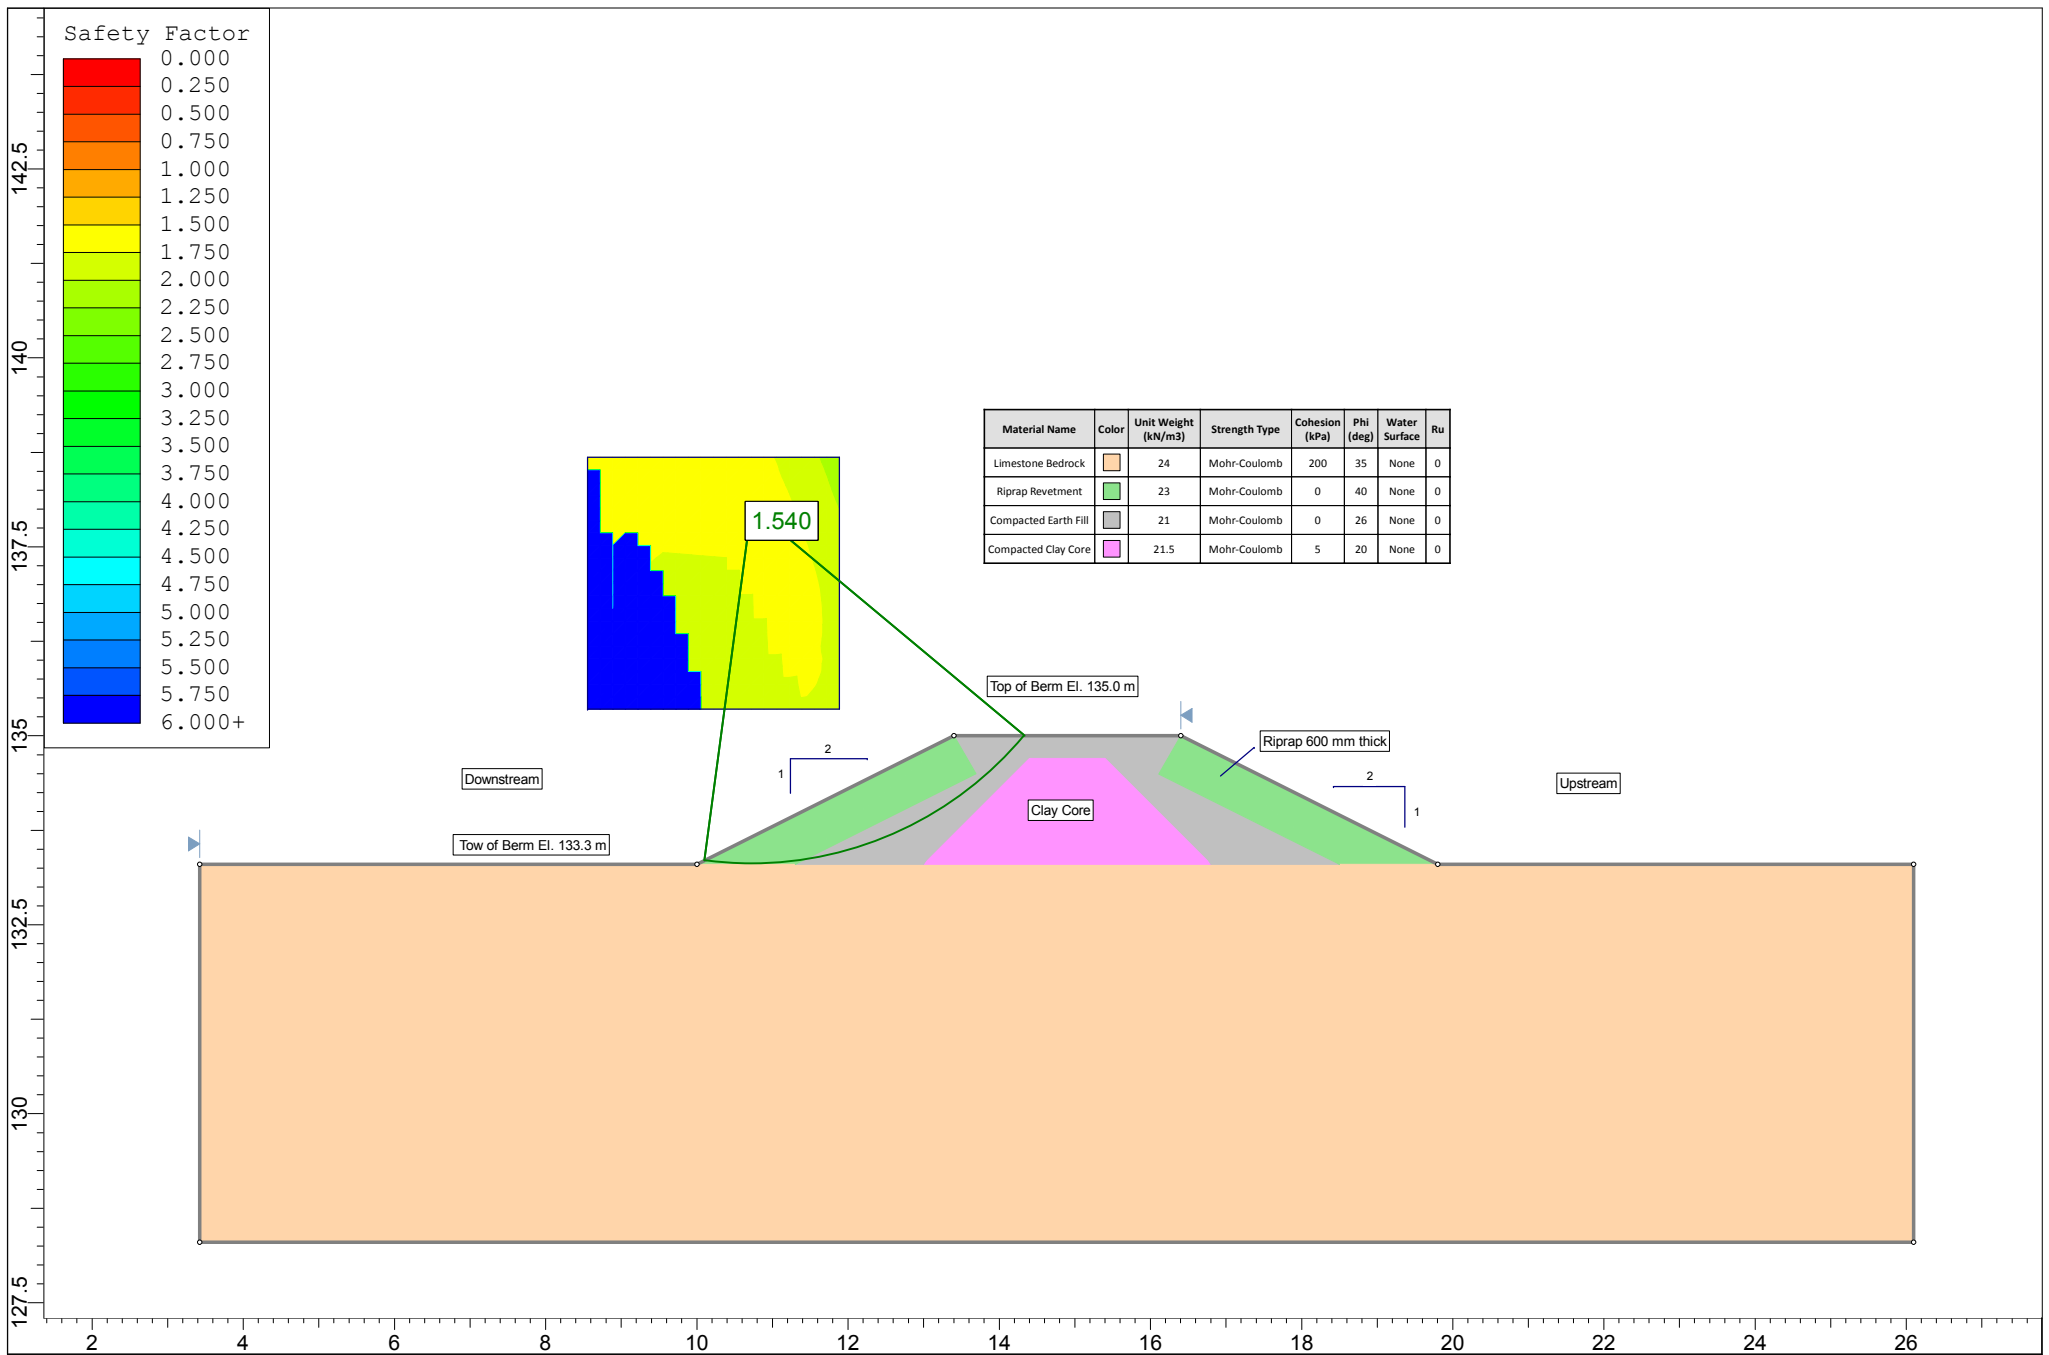 Safety Factor
0.000
0.250
0.500
0.750
1.000
1.250
1.500
1.750
2.000
2.250
2.500
2.750
3.000
3.250
3.500
3.750
4.000
4.250
4.500
4.750
5.000
5.250
5.500
5.750
6.000+
142.5
140
137.5
135
132.5
130
127.5
Material Name Color Unit Weight (kN/m3) Strength Type Cohesion (kPa) Phi (deg) Water Surface Ru
Limestone Bedrock 24 Mohr-Coulomb 200 35 None 0
Riprap Revetment 23 Mohr-Coulomb 0 40 None 0
Compacted Earth Fill 21 Mohr-Coulomb 0 26 None 0
Compacted Clay Core 21.5 Mohr-Coulomb 5 20 None 0
1.540
Top of Berm El. 135.0 m
Riprap 600 mm thick
2
1
Downstream
2
1
Upstream
Clay Core
Tow of Berm El. 133.3 m
2 4 6 8 10 12 14 16 18 20 22 24 26